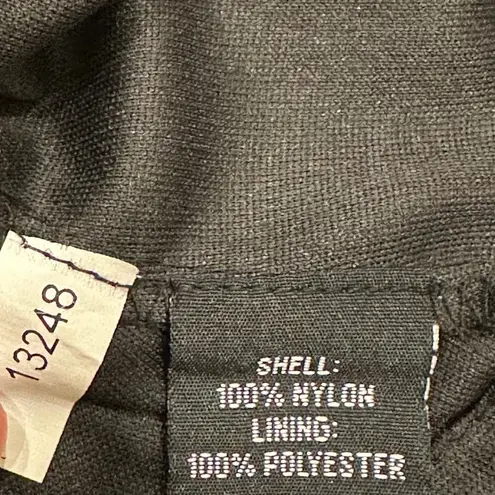 13248
SHELL:
100% NYLON
LINING:
100% POLYESTER